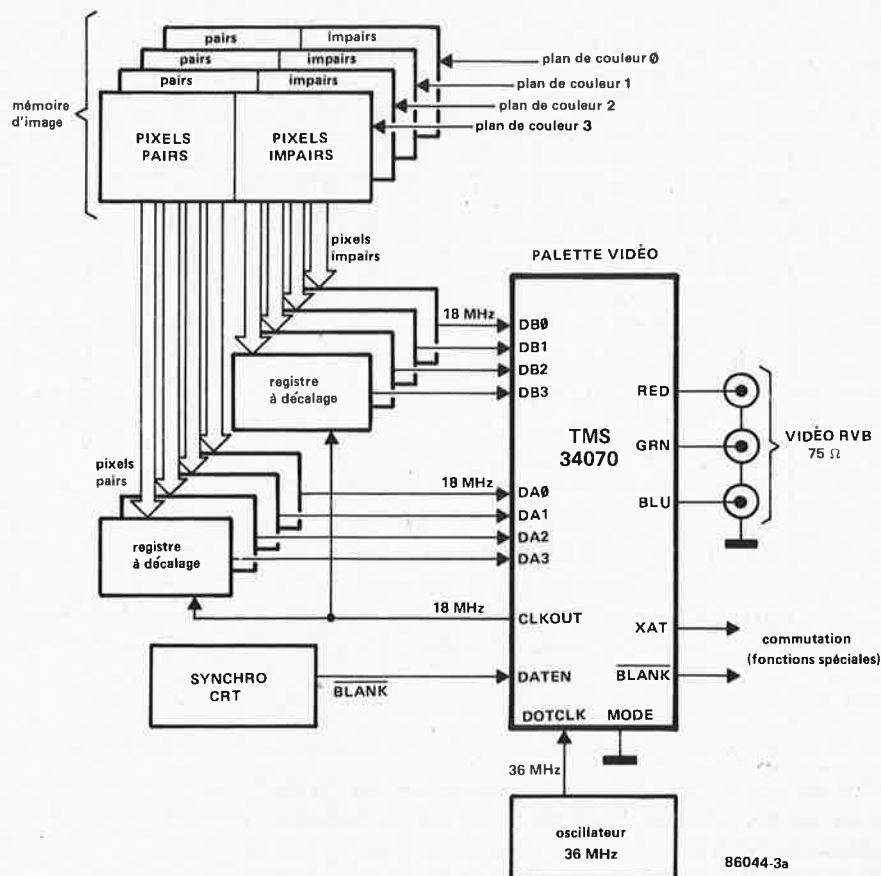 pairs impairs
pairs impairs
pairs impairs
plan de couleur 0
plan de couleur 1
plan de couleur 2
plan de couleur 3
mémoire
d'image
PIXELS
PAIRS
PIXELS
IMPAIRS
pixels
impairs
PALETTE VIDÉO
18 MHz
DB0
DB1
DB2
DB3
registre
à décalage
RED
TMS
34070
GRN
BLU
VIDÉO RVB
75 Ω
pixels
pairs
18 MHz
DA0
DA1
DA2
DA3
registre
à décalage
18 MHz
CLKOUT
XAT
commutation
(fonctions spéciales)
SYNCHRO
CRT
BLANK
DATEN
BLANK
DOTCLK MODE
36 MHz
oscillateur
36 MHz
86044-3a